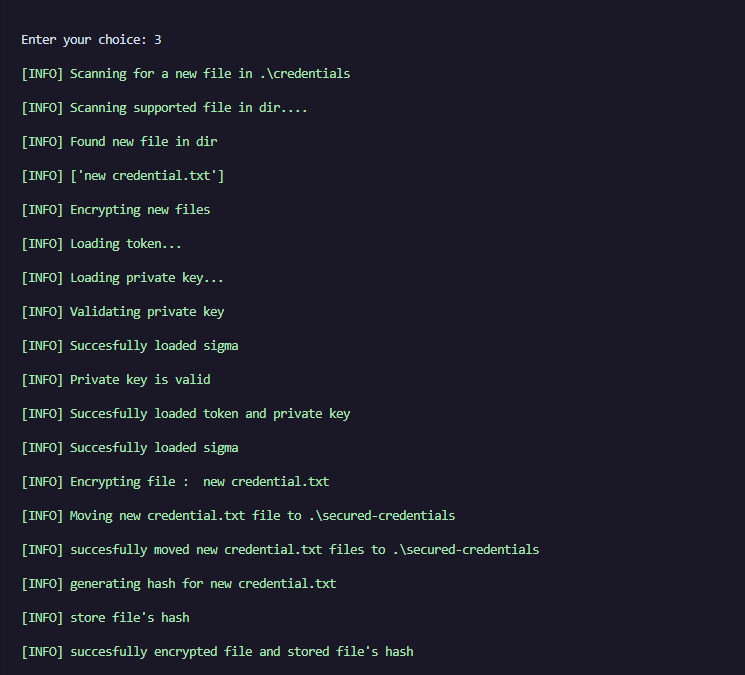 Enter your choice: 3
[INFO] Scanning for a new file in .\credentials
[INFO] Scanning supported file in dir....
[INFO] Found new file in dir
[INFO] ['new credential.txt']
[INFO] Encrypting new files
[INFO] Loading token...
[INFO] Loading private key...
[INFO] Validating private key
[INFO] Succesfully loaded sigma
[INFO] Private key is valid
[INFO] Succesfully loaded token and private key
[INFO] Succesfully loaded sigma
[INFO] Encrypting file :  new credential.txt
[INFO] Moving new credential.txt file to .\secured-credentials
[INFO] succesfully moved new credential.txt files to .\secured-credentials
[INFO] generating hash for new credential.txt
[INFO] store file's hash
[INFO] succesfully encrypted file and stored file's hash